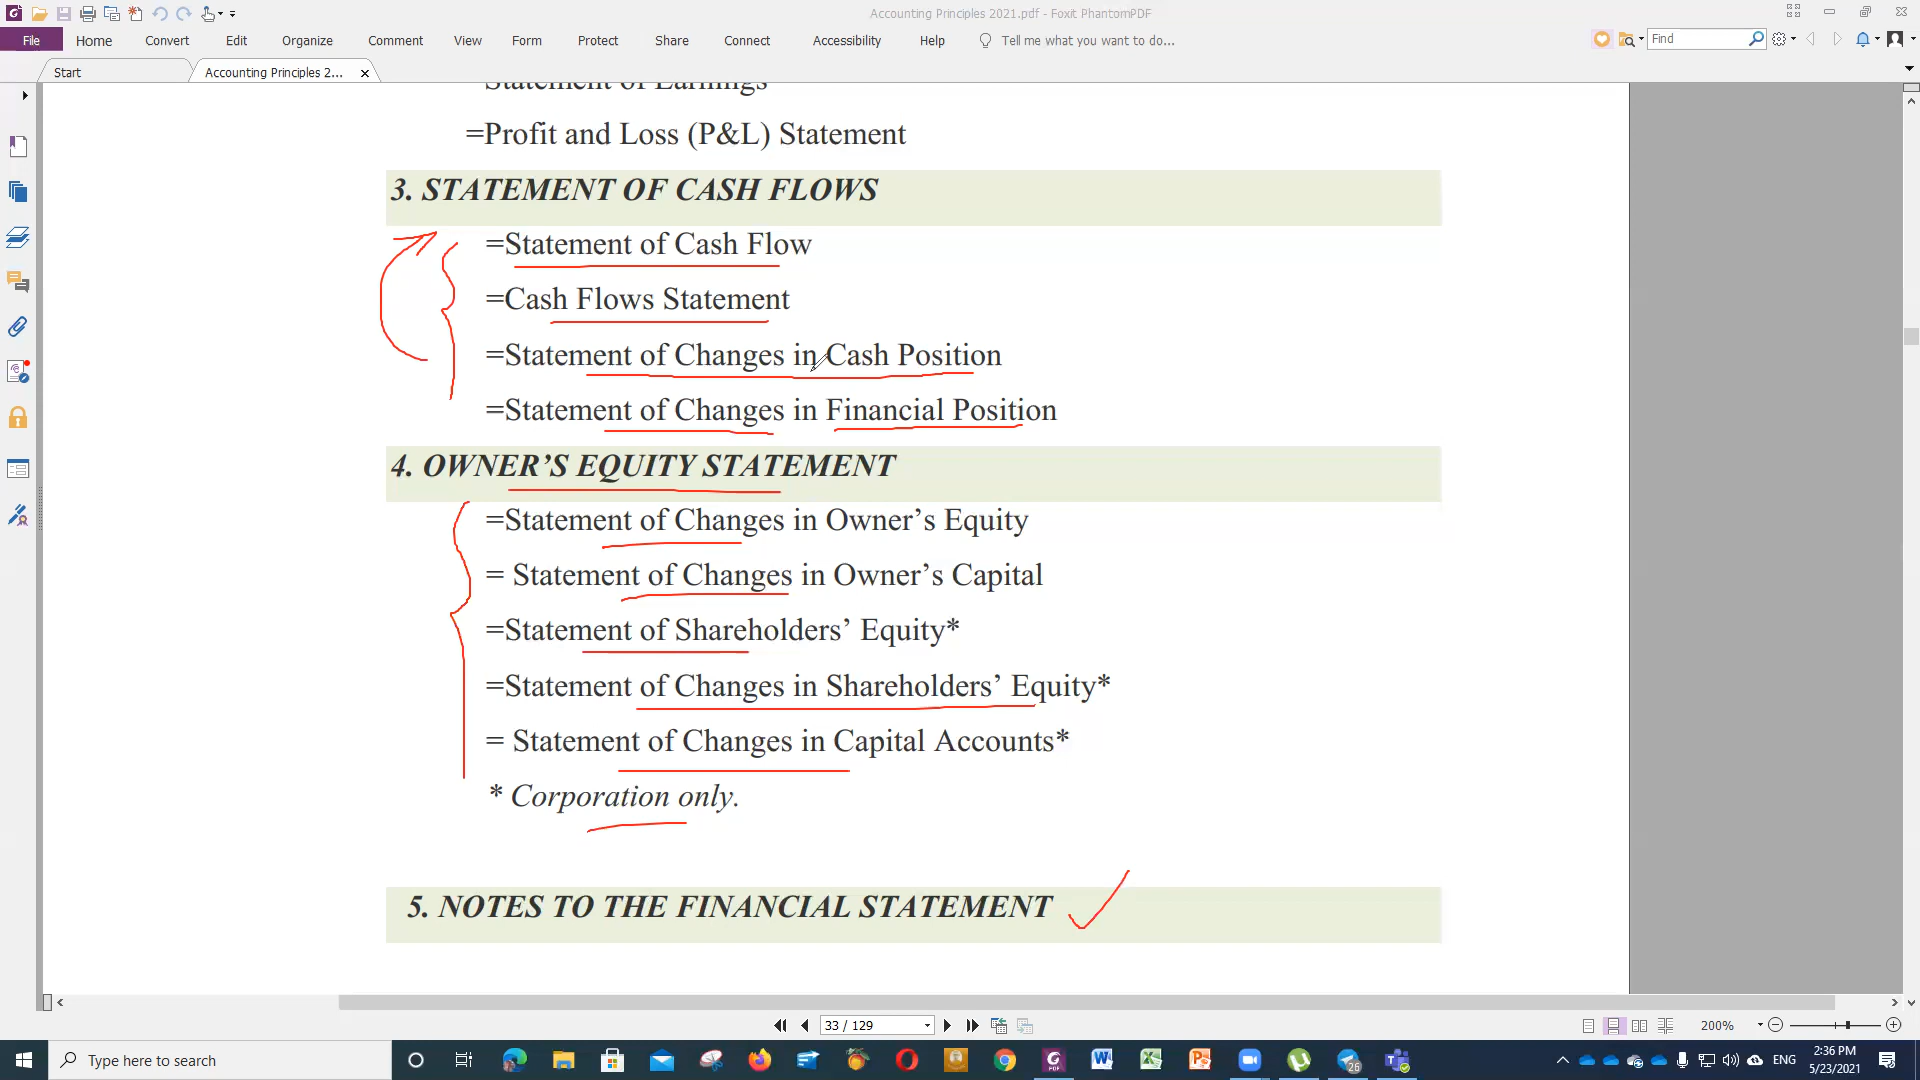 Accounting Principles 2021.pdf - Foxit PhantomPDF
File Home Convert Edit Organize Comment View Form Protect Share Connect Accessibility Help Tell me what you want to do... Find
Start Accounting Principles 2...
Statement of Earnings
=Profit and Loss (P&L) Statement
3. STATEMENT OF CASH FLOWS
=Statement of Cash Flow
=Cash Flows Statement
=Statement of Changes in Cash Position
=Statement of Changes in Financial Position
4. OWNER’S EQUITY STATEMENT
=Statement of Changes in Owner’s Equity
= Statement of Changes in Owner’s Capital
=Statement of Shareholders’ Equity*
=Statement of Changes in Shareholders’ Equity*
= Statement of Changes in Capital Accounts*
* Corporation only.
5. NOTES TO THE FINANCIAL STATEMENT
33 / 129 200%
Type here to search 26 ENG 2:36 PM
5/23/2021